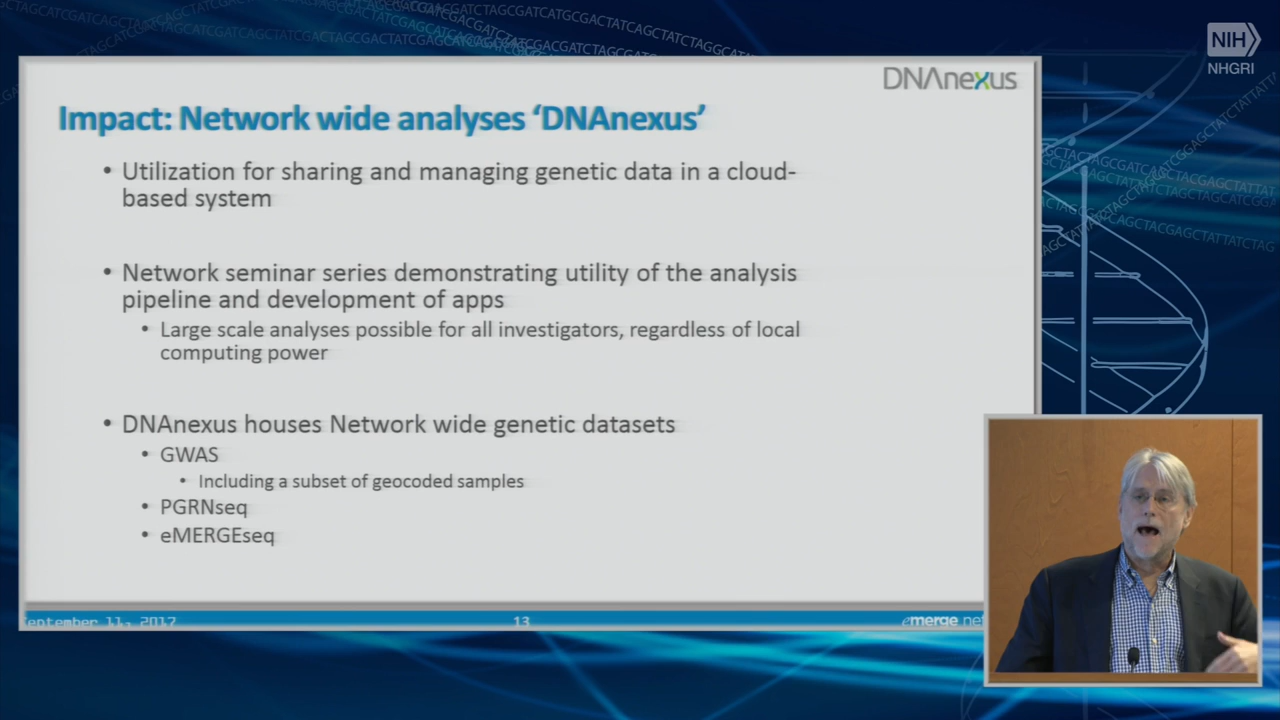 NIH
NHGRI
DNAnexus
Impact: Network wide analyses ‘DNAnexus’
• Utilization for sharing and managing genetic data in a cloud-
based system
• Network seminar series demonstrating utility of the analysis
pipeline and development of apps
• Large scale analyses possible for all investigators, regardless of local
computing power
• DNAnexus houses Network wide genetic datasets
• GWAS
• Including a subset of geocoded samples
• PGRNseq
• eMERGEseq
eptember 11, 2017
13
emerge net